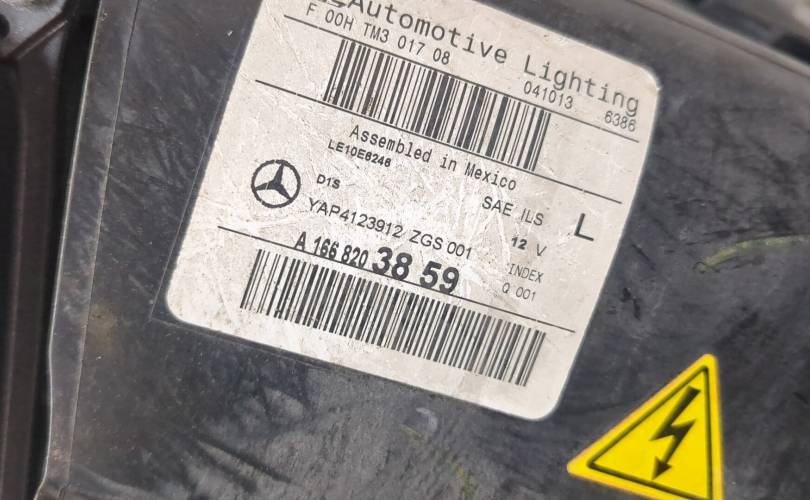 Automotive Lighting
F 00H TM3 017 08
041013 6386
Assembled in Mexico
LE10E6246
D1S
SAE ILS
L
YAP4123912 ZGS 001
12 V
A 166 820 38 59
INDEX
Q 001